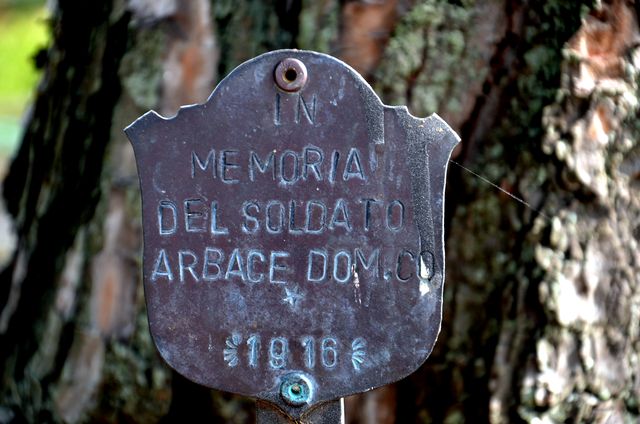 IN
MEMORIA
DEL SOLDATO
ARBACE DOM.CO
1916